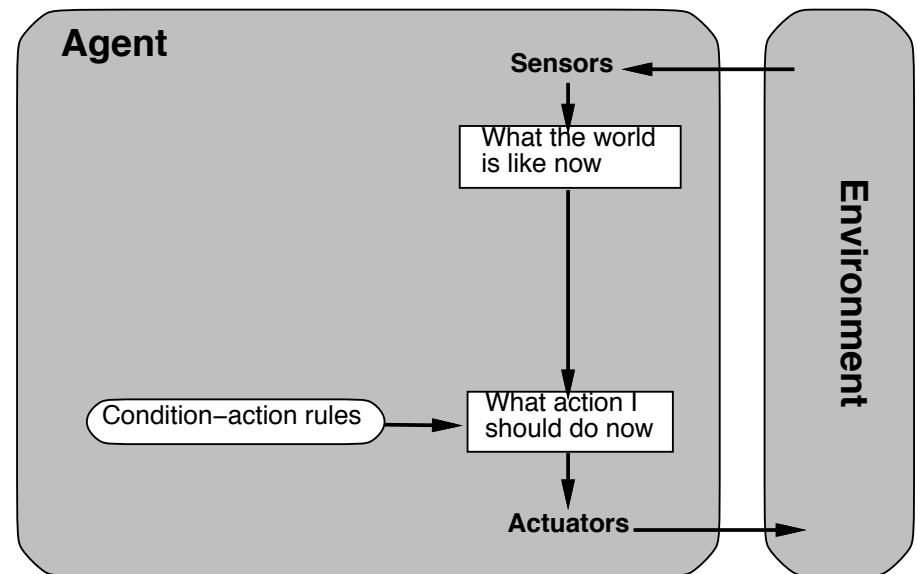 Agent
Sensors
What the world
is like now
Environment
Condition−action rules
What action I
should do now
Actuators